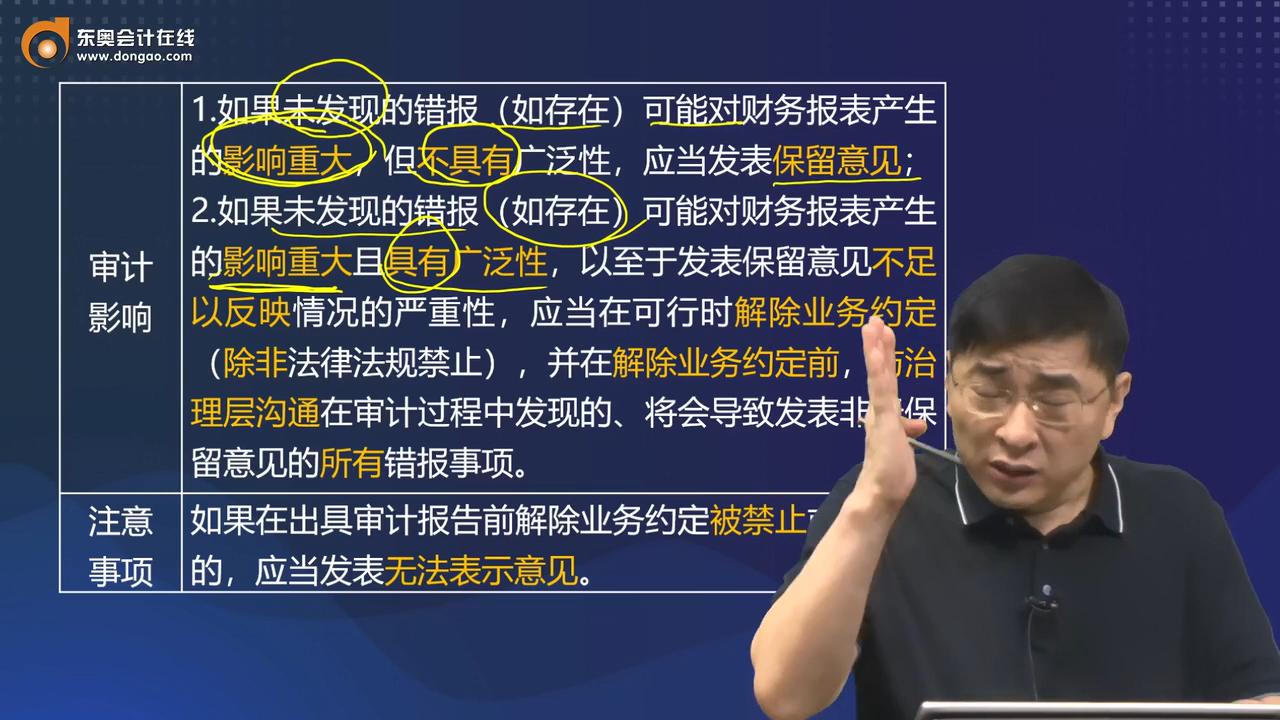 东奥会计在线
www.dongao.com
1.如果未发现的错报（如存在）可能对财务报表产生
的影响重大，但不具有广泛性，应当发表保留意见；
2.如果未发现的错报（如存在）可能对财务报表产生
的影响重大且具有广泛性，以至于发表保留意见不足
以反映情况的严重性，应当在可行时解除业务约定
（除非法律法规禁止），并在解除业务约定前，
治
理层沟通在审计过程中发现的、将会导致发表非
保
留意见的所有错报事项。
审计
影响
注意
事项
如果在出具审计报告前解除业务约定被禁止
的，应当发表无法表示意见。